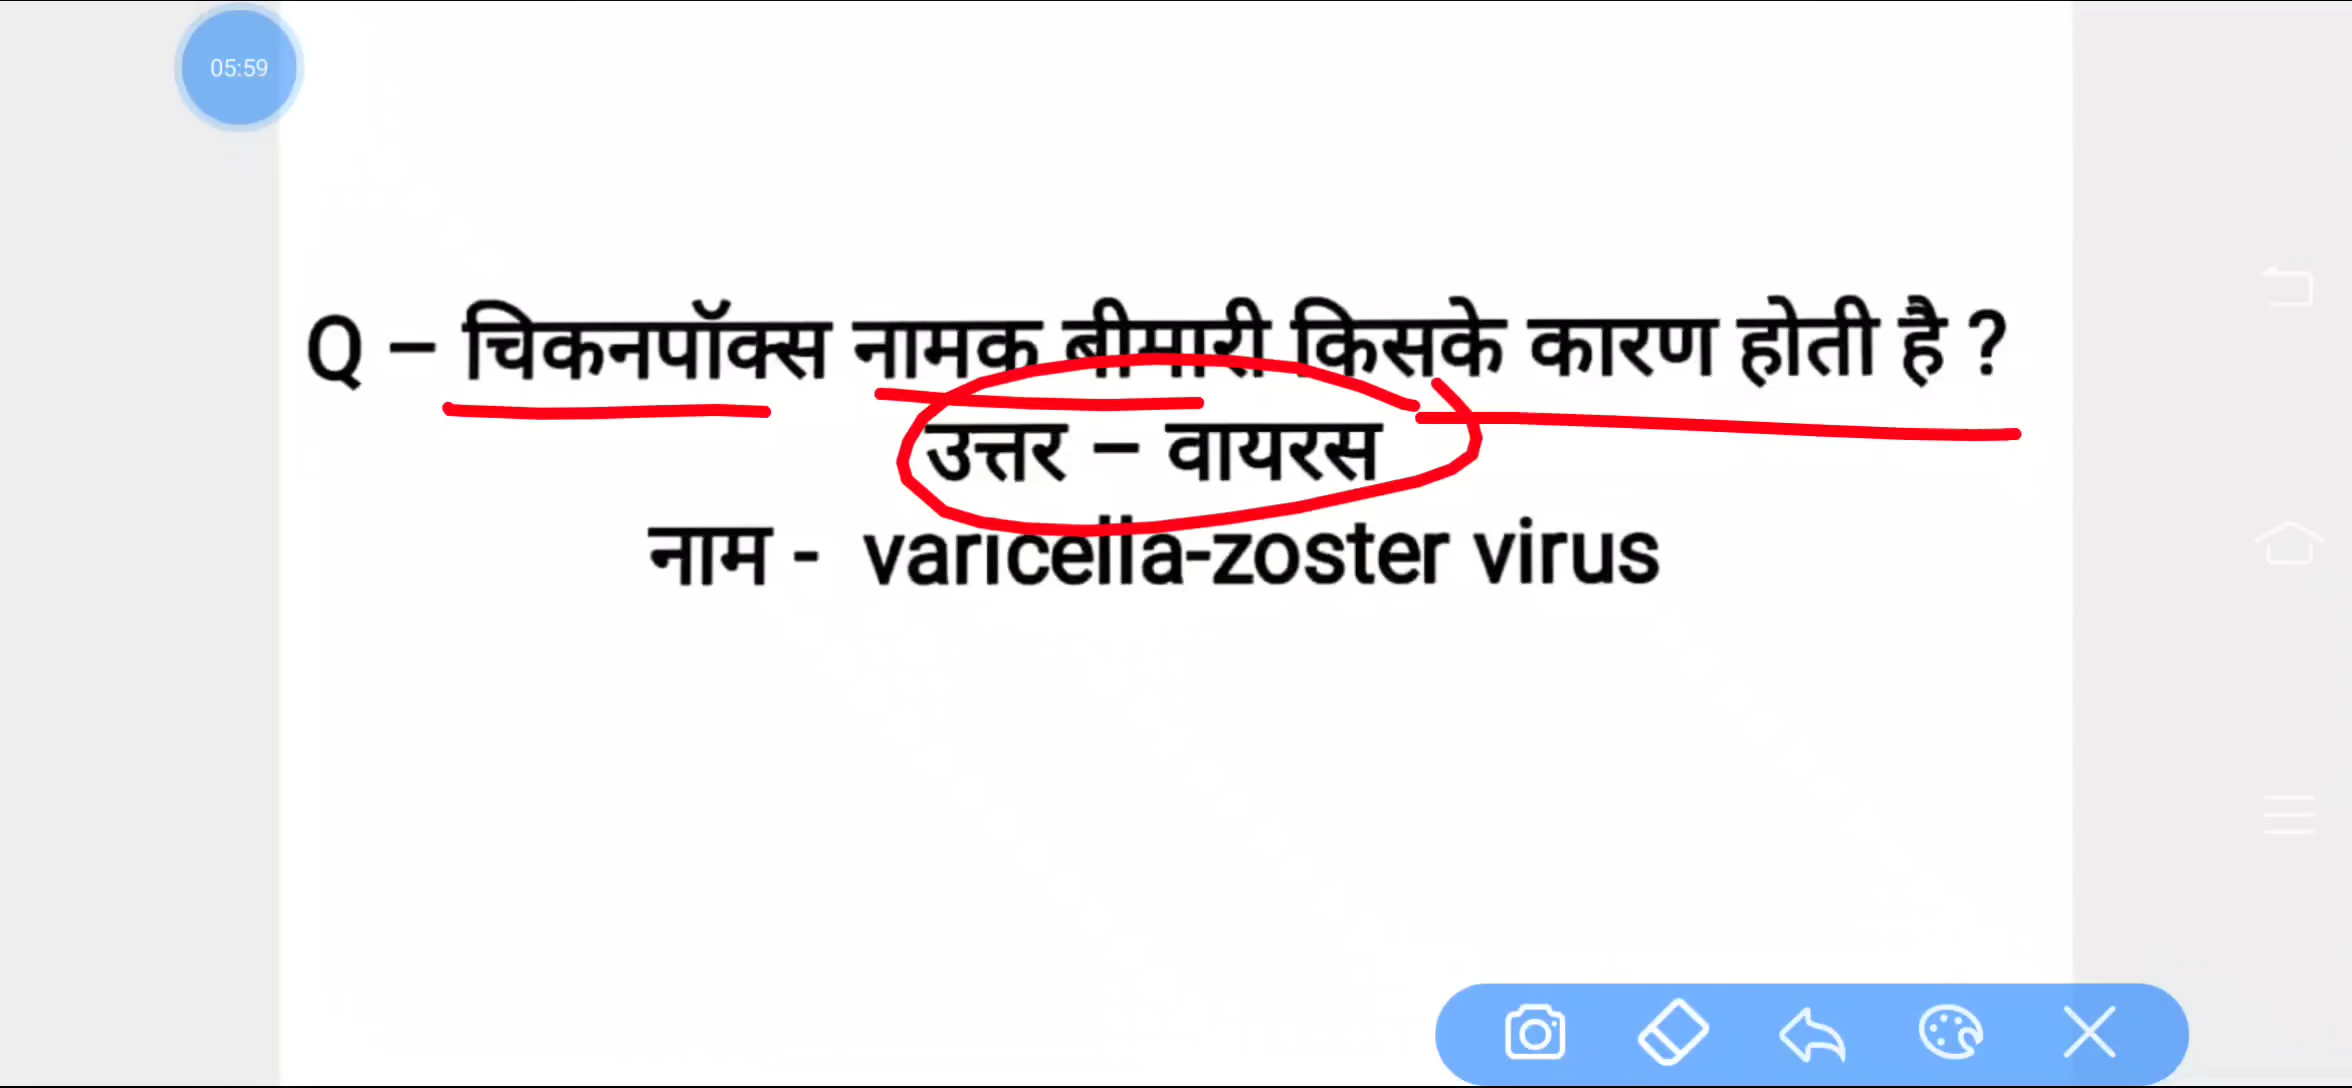 05:59
Q – चिकनपॉक्स नामक बीमारी किसके कारण होती है ?
उत्तर – वायरस
नाम - varicella-zoster virus